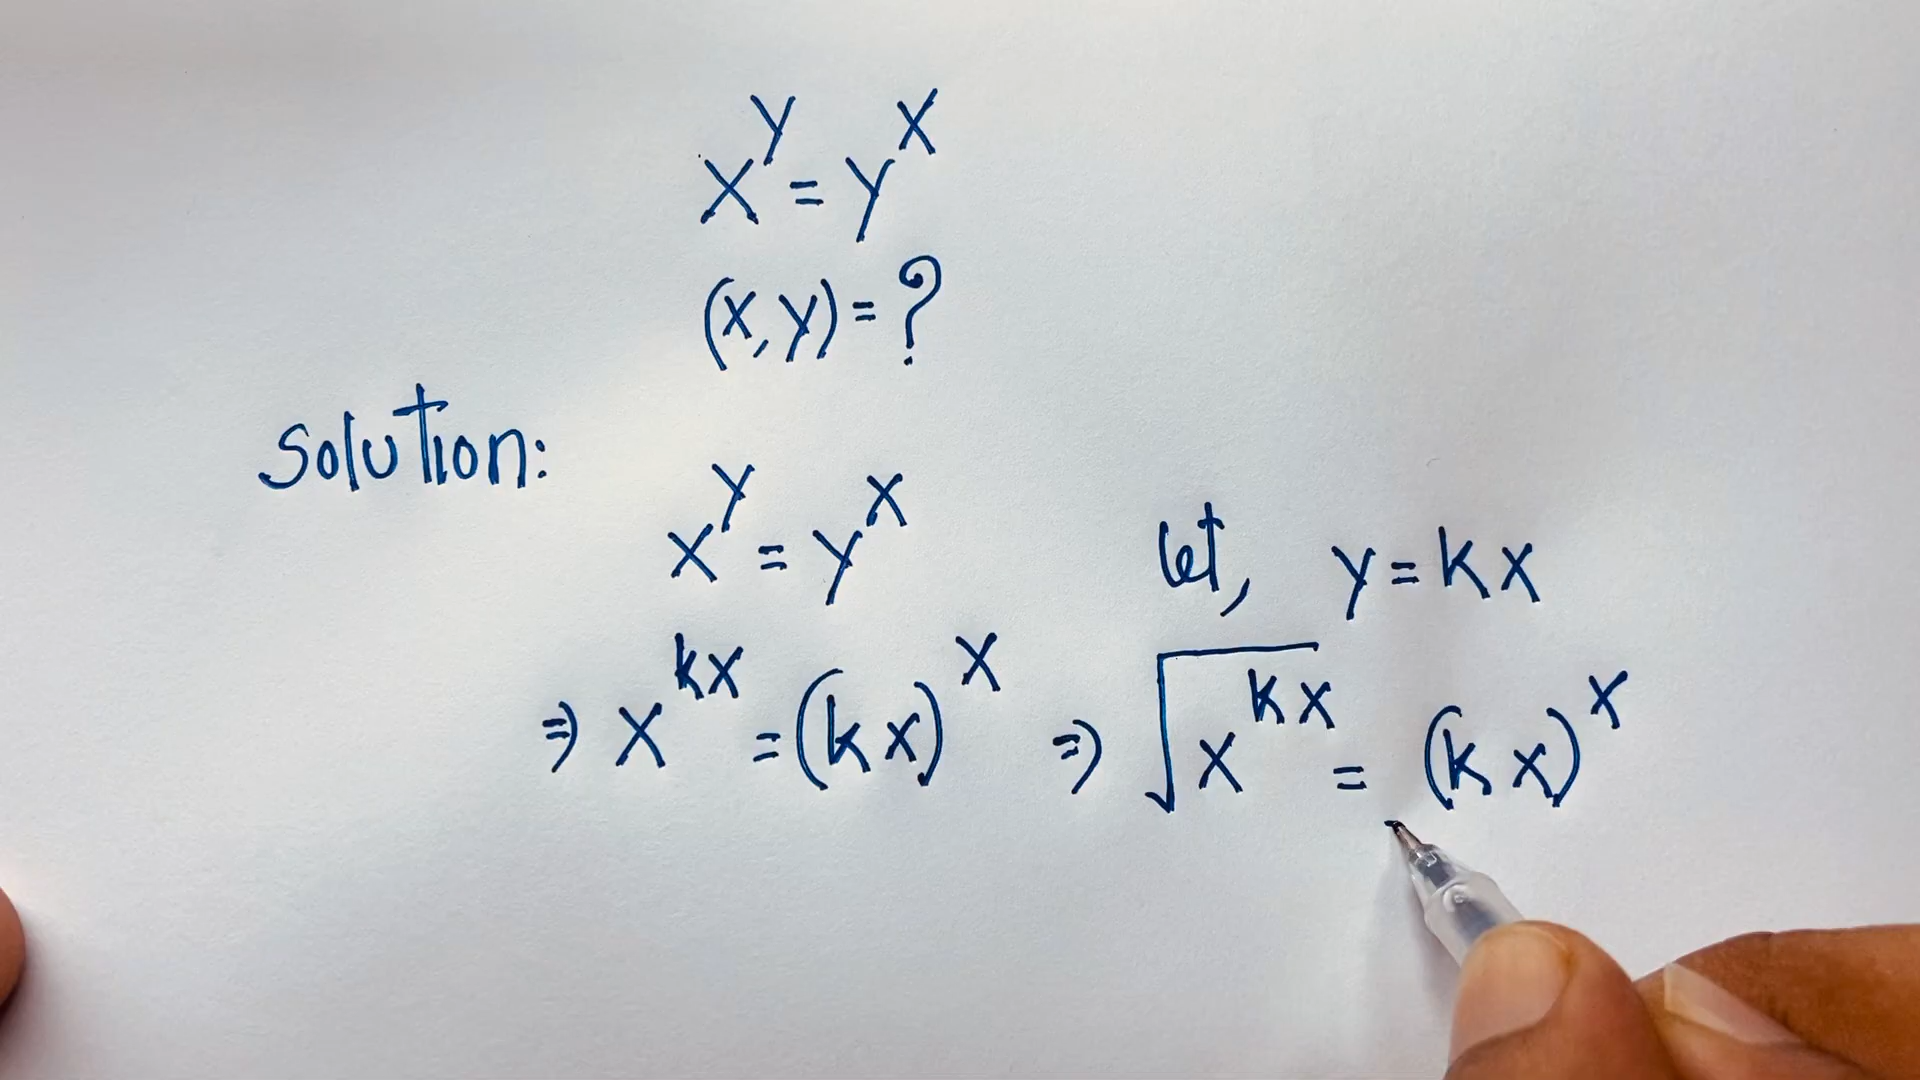 x^y = y^x
(x, y) = ?
Solution:
x^y = y^x let, y = kx
⇒ x^{kx} = (kx)^x ⇒ √x^{kx} = (kx)^x